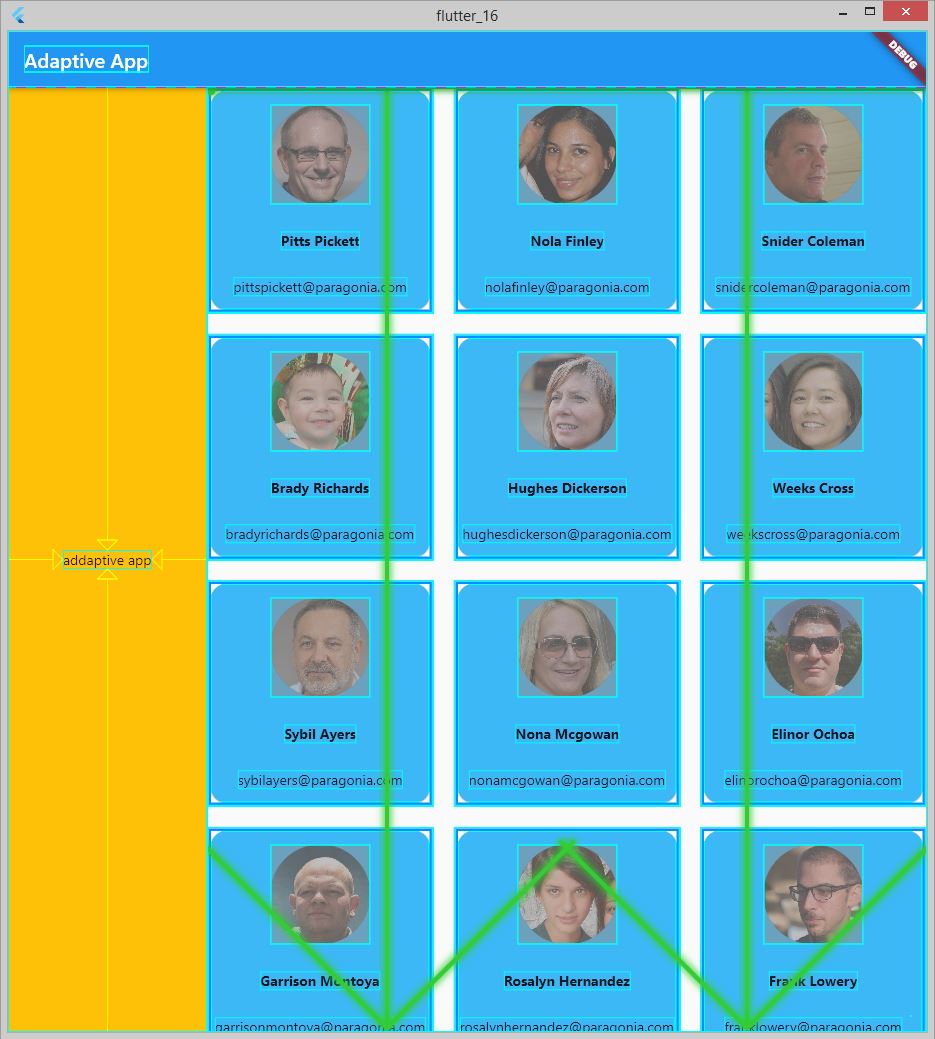 flutter_16
Adaptive App
DEBUG
Pitts Pickett
Nola Finley
Snider Coleman
pittspickett@paragonia.com
nolafinley@paragonia.com
snidercoleman@paragonia.com
Brady Richards
Hughes Dickerson
Weeks Cross
bradyrichards@paragonia.com
hughesdickerson@paragonia.com
weekscross@paragonia.com
addaptive app
Sybil Ayers
Nona Mcgowan
Elinor Ochoa
sybilayers@paragonia.com
nonamcgowan@paragonia.com
elinorochoa@paragonia.com
Garrison Montoya
Rosalyn Hernandez
Frank Lowery
garrisonmontoya@paragonia.com
rosalynhernandez@paragonia.com
franklowery@paragonia.com